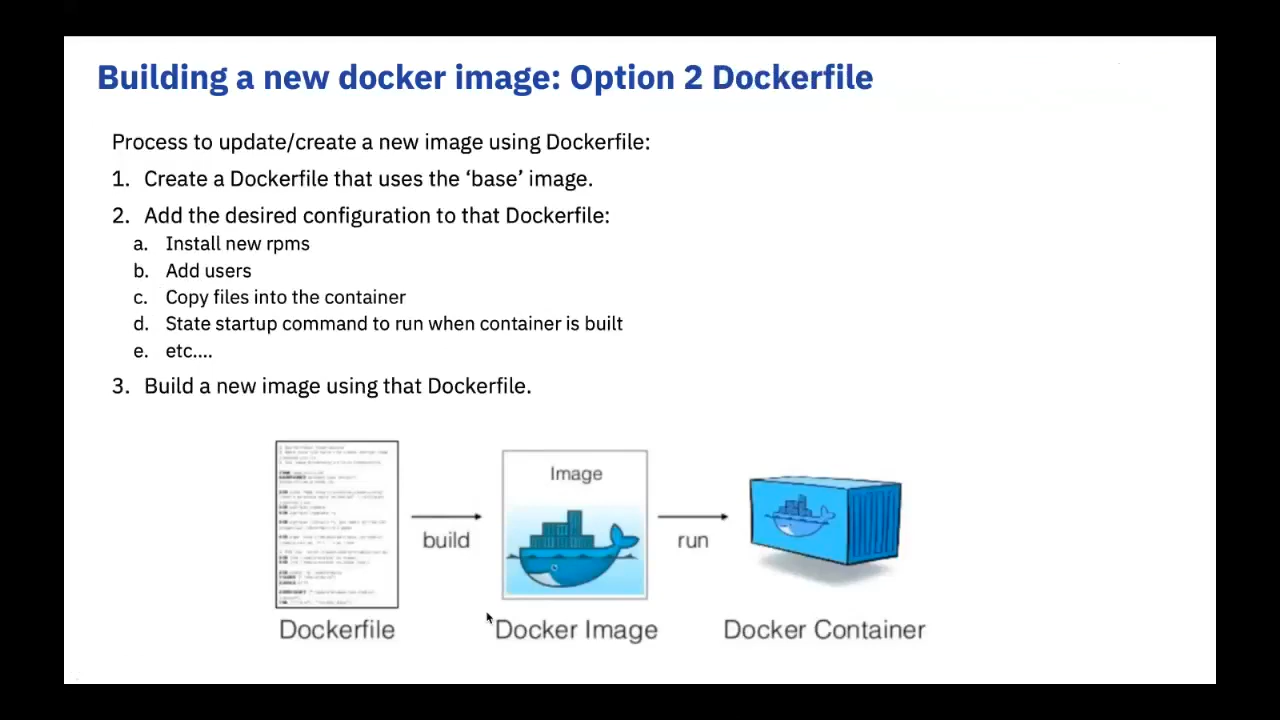 Building a new docker image: Option 2 Dockerfile
Process to update/create a new image using Dockerfile:
1. Create a Dockerfile that uses the ‘base’ image.
2. Add the desired configuration to that Dockerfile:
a. Install new rpms
b. Add users
c. Copy files into the container
d. State startup command to run when container is built
e. etc....
3. Build a new image using that Dockerfile.
Image
build
run
Dockerfile
Docker Image
Docker Container